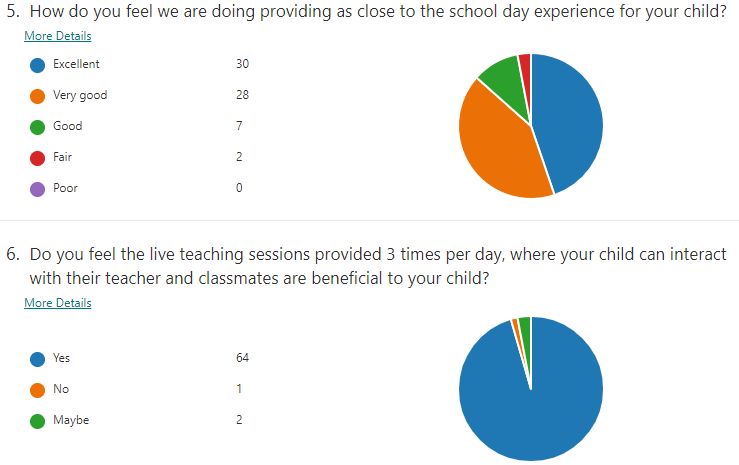 5. How do you feel we are doing providing as close to the school day experience for your child?
More Details
Excellent 30
Very good 28
Good 7
Fair 2
Poor 0
6. Do you feel the live teaching sessions provided 3 times per day, where your child can interact
with their teacher and classmates are beneficial to your child?
More Details
Yes 64
No 1
Maybe 2